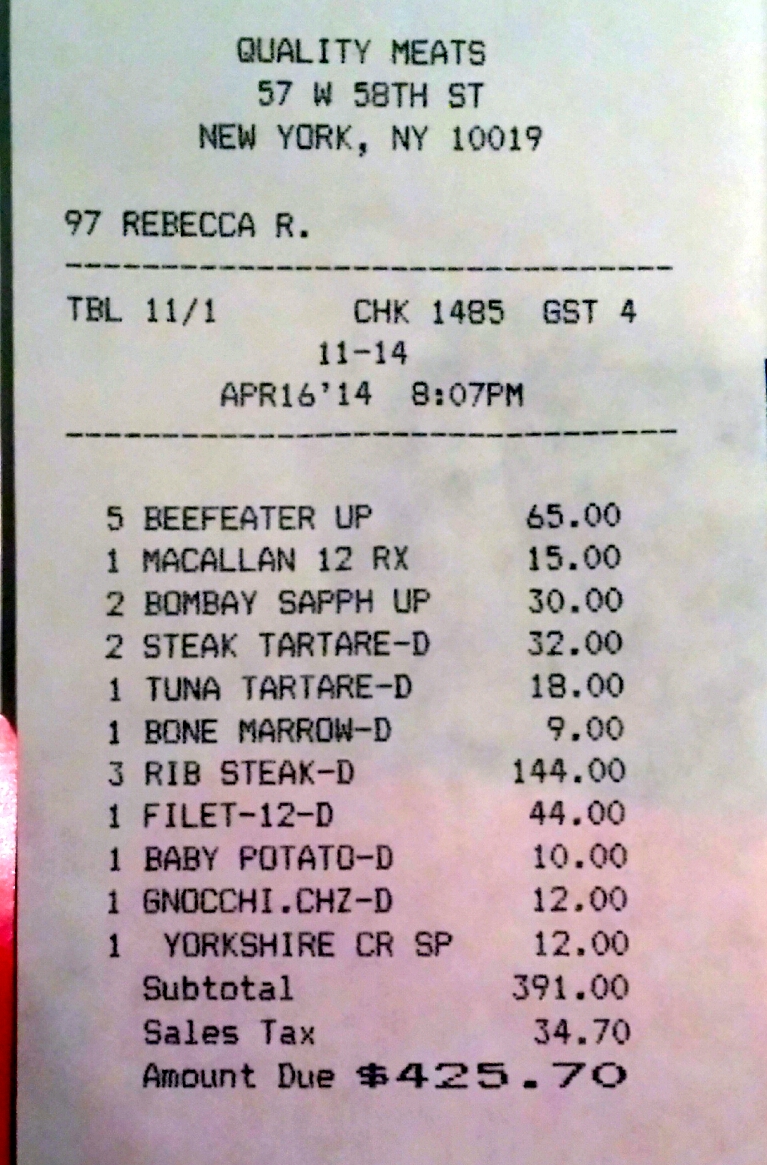 QUALITY MEATS
57 W 58TH ST
NEW YORK, NY 10019
97 REBECCA R.
--------------------------------
TBL 11/1 CHK 1485 GST 4
11-14
APR16'14 8:07PM
--------------------------------
5 BEEFEATER UP 65.00
1 MACALLAN 12 RX 15.00
2 BOMBAY SAPPH UP 30.00
2 STEAK TARTARE-D 32.00
1 TUNA TARTARE-D 18.00
1 BONE MARROW-D 9.00
3 RIB STEAK-D 144.00
1 FILET-12-D 44.00
1 BABY POTATO-D 10.00
1 GNOCCHI.CHZ-D 12.00
1 YORKSHIRE CR SP 12.00
Subtotal 391.00
Sales Tax 34.70
Amount Due $425.70